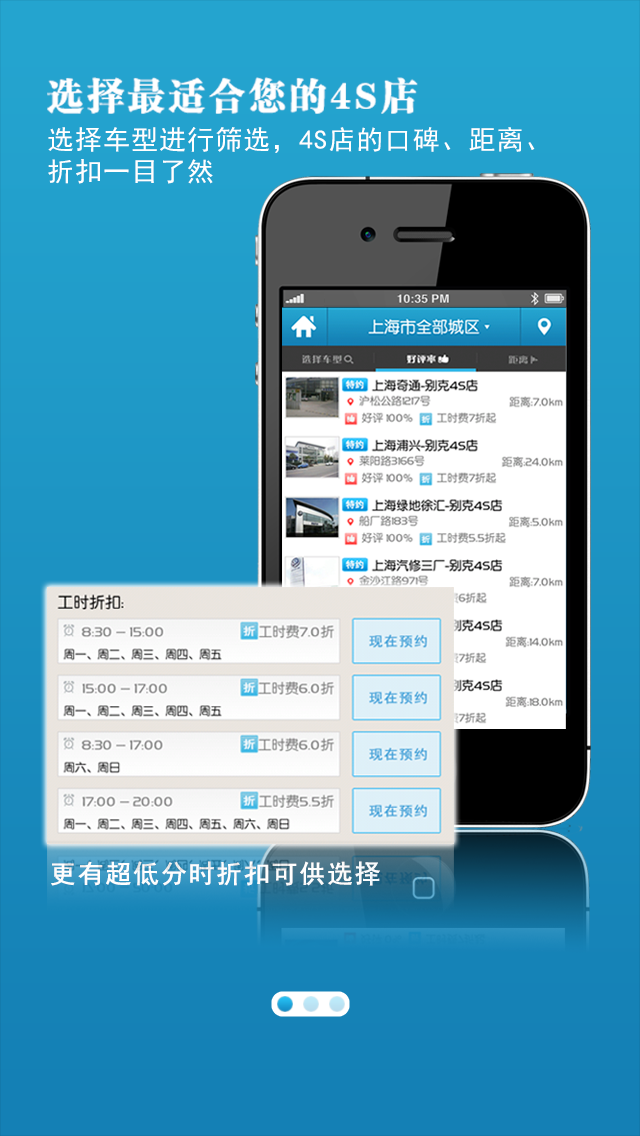 选择最适合您的4S店
选择车型进行筛选，4S店的口碑、距离、
折扣一目了然
10:35 PM
上海市全部城区
选择车型 好评率 距离
特约 上海奇通-别克4S店
沪松公路1217号 距离:7.0km
好评 100% 折 工时费7折起
特约 上海浦兴-别克4S店
莱阳路3166号 距离:24.0km
好评 100% 折 工时费7折起
特约 上海绿地徐汇-别克4S店
船厂路183号 距离:5.0km
好评 100% 折 工时费5.5折起
特约 上海汽修三厂-别克4S店
金沙江路971号 距离:7.0km
6折起
别克4S店
距离:14.0km
7折起
别克4S店
距离:18.0km
7折起
工时折扣:
8:30 – 15:00 折 工时费7.0折
周一、周二、周三、周四、周五
现在预约
15:00 – 17:00 折 工时费6.0折
周一、周二、周三、周四、周五
现在预约
8:30 – 17:00 折 工时费6.0折
周六、周日
现在预约
17:00 – 20:00 折 工时费5.5折
周一、周二、周三、周四、周五、周六、周日
现在预约
更有超低分时折扣可供选择